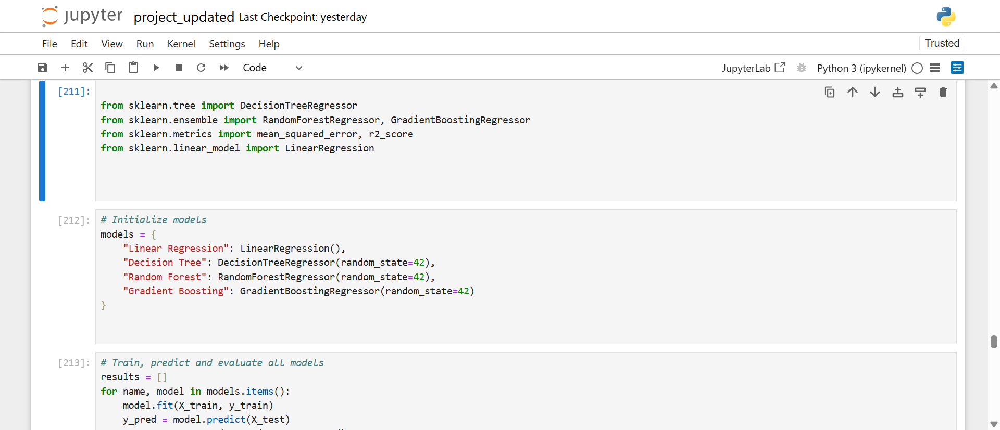 jupyter project_updated Last Checkpoint: yesterday
File Edit View Run Kernel Settings Help Trusted
Code JupyterLab Python 3 (ipykernel)
[211]:
from sklearn.tree import DecisionTreeRegressor
from sklearn.ensemble import RandomForestRegressor, GradientBoostingRegressor
from sklearn.metrics import mean_squared_error, r2_score
from sklearn.linear_model import LinearRegression
[212]: # Initialize models
models = {
    "Linear Regression": LinearRegression(),
    "Decision Tree": DecisionTreeRegressor(random_state=42),
    "Random Forest": RandomForestRegressor(random_state=42),
    "Gradient Boosting": GradientBoostingRegressor(random_state=42)
}
[213]: # Train, predict and evaluate all models
results = []
for name, model in models.items():
    model.fit(X_train, y_train)
    y_pred = model.predict(X_test)